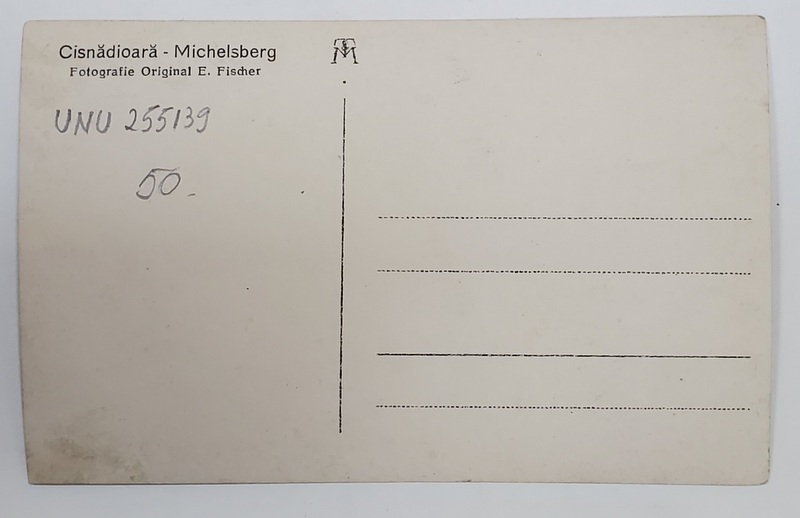 Cisnădioară - Michelsberg
Fotografie Original E. Fischer
UNU 255139
50 -